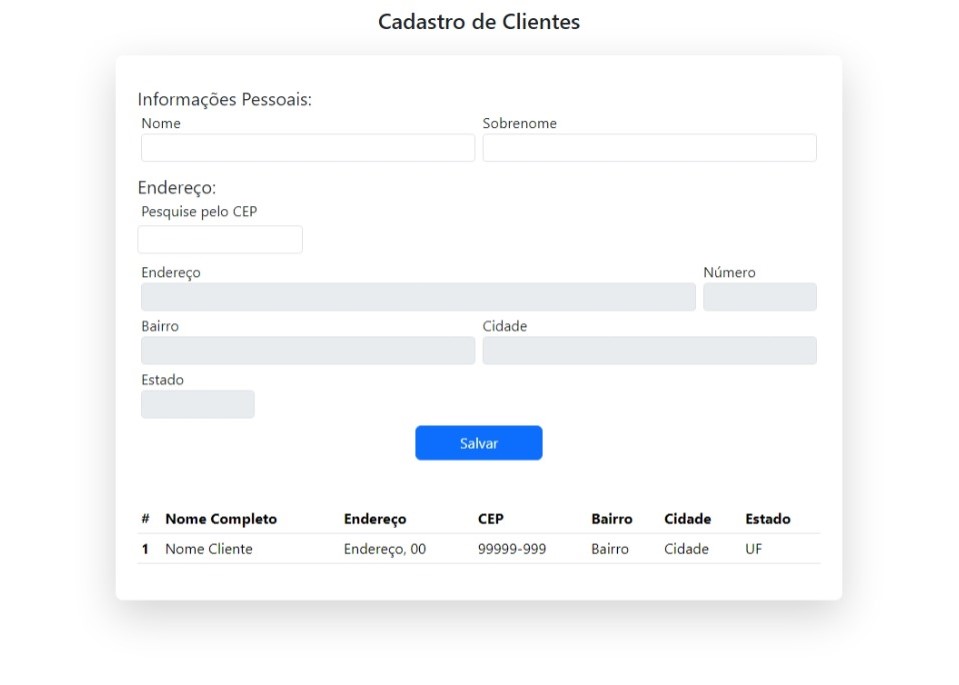 Cadastro de Clientes
Informações Pessoais:
Nome Sobrenome
Endereço:
Pesquise pelo CEP
Endereço Número
Bairro Cidade
Estado
Salvar
# Nome Completo Endereço CEP Bairro Cidade Estado
1 Nome Cliente Endereço, 00 99999-999 Bairro Cidade UF